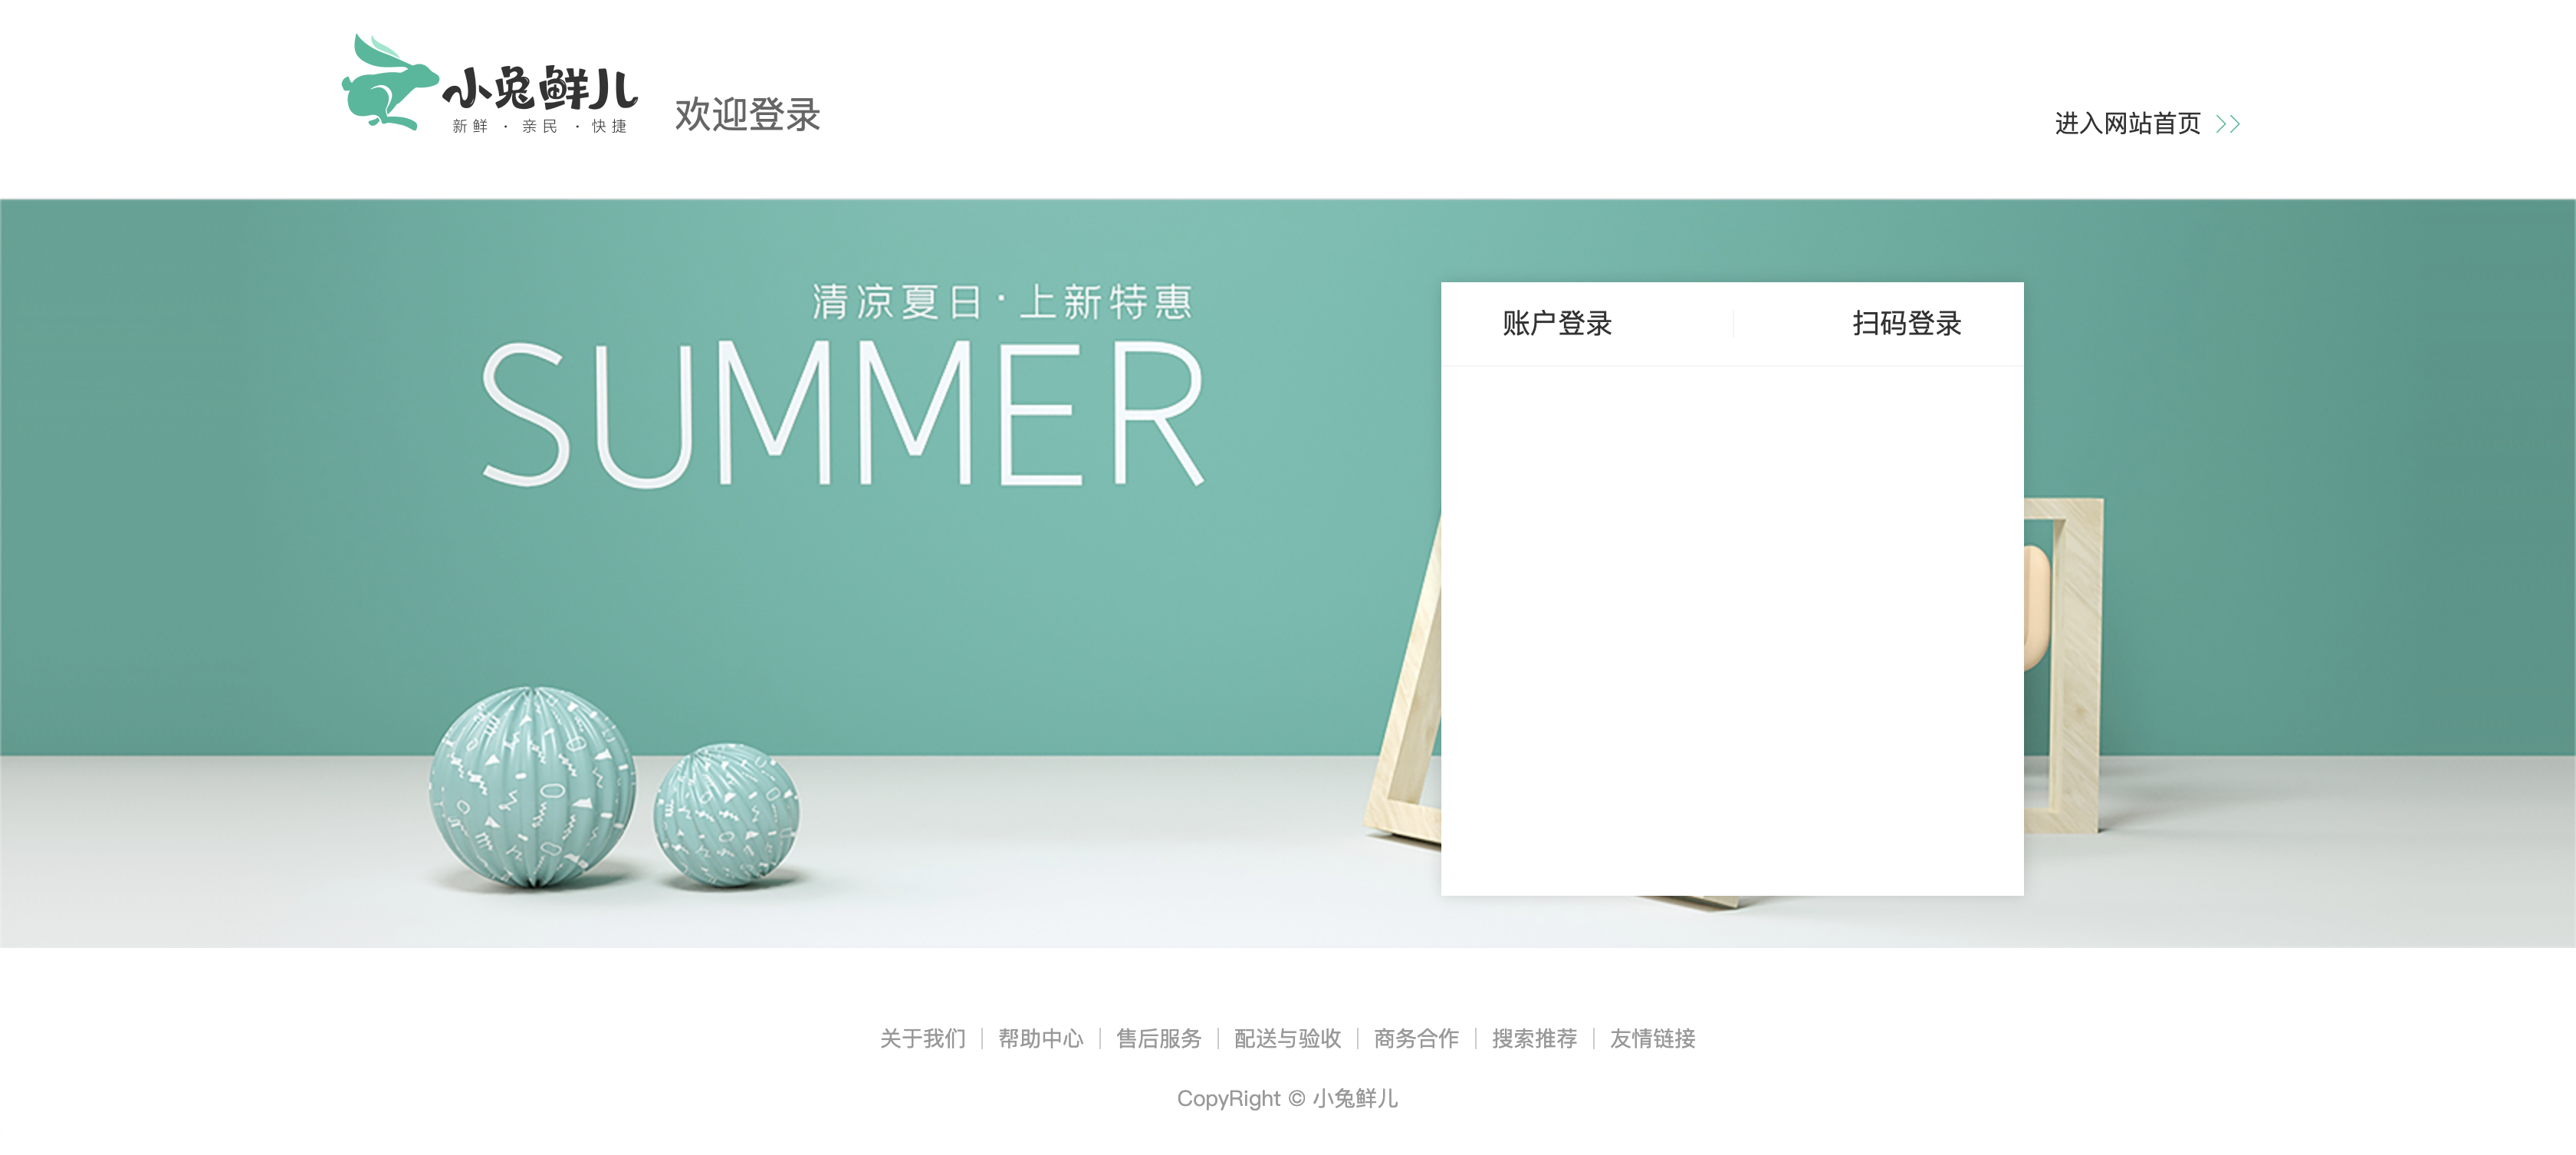 小兔鲜儿
新鲜 · 亲民 · 快捷
欢迎登录
进入网站首页
清凉夏日·上新特惠
SUMMER
账户登录
扫码登录
关于我们 | 帮助中心 | 售后服务 | 配送与验收 | 商务合作 | 搜索推荐 | 友情链接
CopyRight © 小兔鲜儿